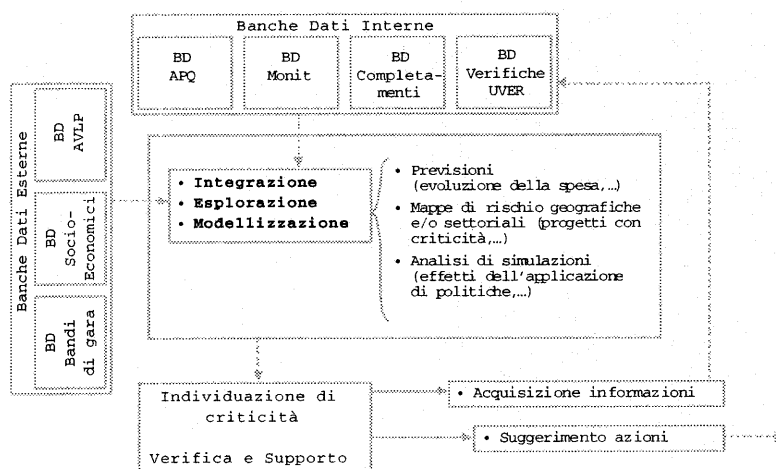 Banche Dati Interne
BD
APQ
BD
Monit
BD
Completa-
menti
BD
Verifiche
UVER
Banche Dati Esterne
BD
AVLP
BD
Socio-
Economici
BD
Bandi
di gara
• Integrazione
• Esplorazione
• Modellizzazione
• Previsioni
(evoluzione della spesa,…)
• Mappe di rischio geografiche
e/o settoriali (progetti con
criticità,…)
• Analisi di simulazioni
(effetti dell'applicazione
di politiche,…)
Individuazione di
criticità
Verifica e Supporto
• Acquisizione informazioni
• Suggerimento azioni